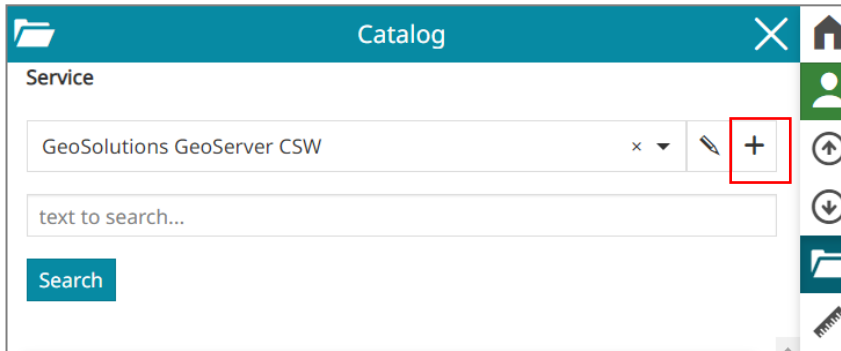 Catalog
Service
GeoSolutions GeoServer CSW
text to search...
Search